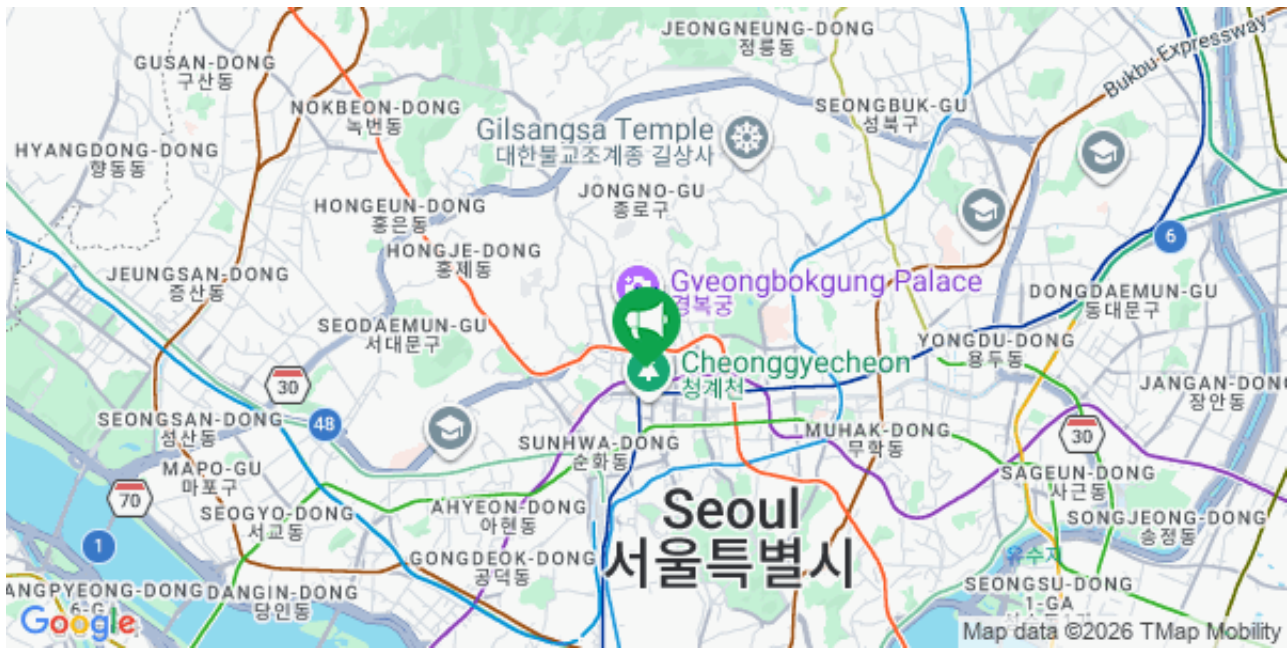 JEONGNEUNG-DONG
정릉동
GUSAN-DONG
구산동
Bukbu Expressway
NOKBEON-DONG
녹번동
SEONGBUK-GU
성북구
Gilsangsa Temple
대한불교조계종 길상사
HYANGDONG-DONG
향동동
JONGNO-GU
종로구
HONGEUN-DONG
홍은동
HONGJE-DONG
홍제동
6
JEUNGSAN-DONG
증산동
Gyeongbokgung Palace
경복궁
DONGDAEMUN-GU
동대문구
SEODAEMUN-GU
서대문구
YONGDU-DONG
용두동
Cheonggyecheon
청계천
30
JANGAN-DONG
장안동
SEONGSAN-DONG
성산동
48
SUNHWA-DONG
순화동
MUHAK-DONG
무학동
30
MAPO-GU
마포구
SAGEUN-DONG
사근동
70
SEOGYO-DONG
서교동
AHYEON-DONG
아현동
Seoul
서울특별시
SONGJEONG-DONG
송정동
1
GONGDEOK-DONG
공덕동
유수지
ANGPYEONG-DONG
6-G
DANGIN-DONG
당인동
SEONGSU-DONG
1-GA
Google
Map data ©2026 TMap Mobility